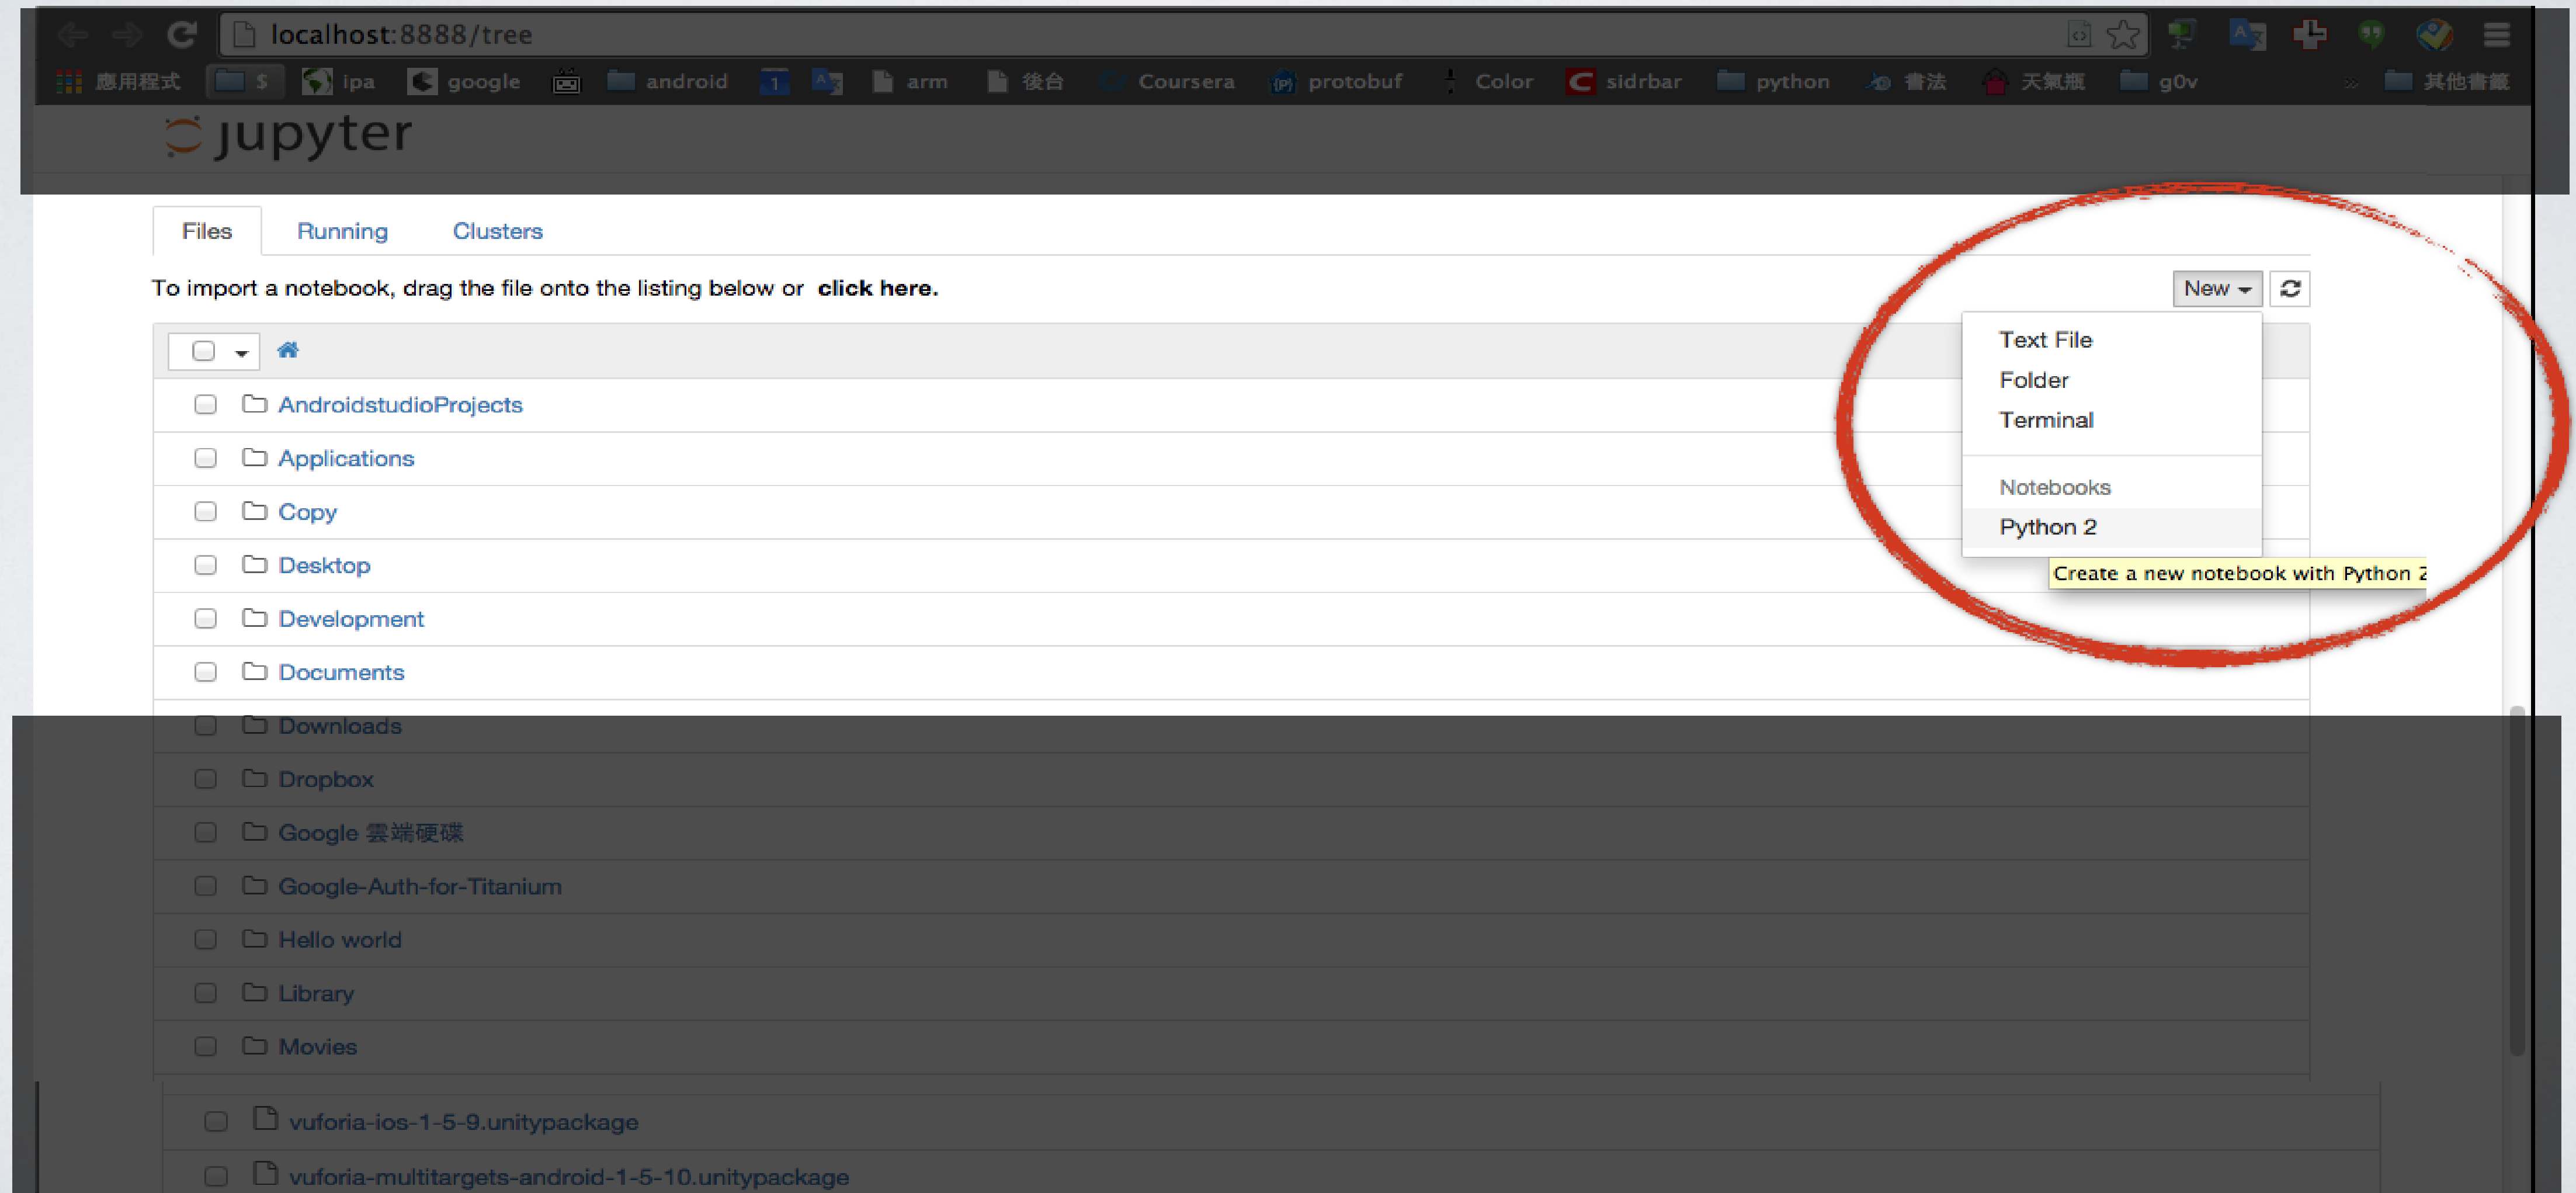 localhost:8888/tree
應用程式 $ ipa google android 1 arm 後台 Coursera protobuf Color sidrbar python 書法 天氣瓶 g0v » 其他書籤
jupyter
Files Running Clusters
To import a notebook, drag the file onto the listing below or click here.
New
Text File
Folder
Terminal
Notebooks
Python 2
Create a new notebook with Python 2
AndroidstudioProjects
Applications
Copy
Desktop
Development
Documents
Downloads
Dropbox
Google 雲端硬碟
Google-Auth-for-Titanium
Hello world
Library
Movies
vuforia-ios-1-5-9.unitypackage
vuforia-multitargets-android-1-5-10.unitypackage